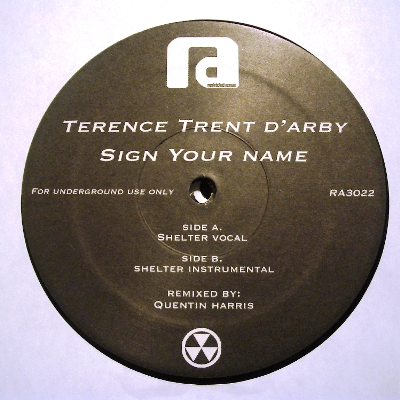 ra
TERENCE TRENT D'ARBY
SIGN YOUR NAME
FOR UNDERGROUND USE ONLY
RA3022
SIDE A.
SHELTER VOCAL
SIDE B.
SHELTER INSTRUMENTAL
REMIXED BY:
QUENTIN HARRIS